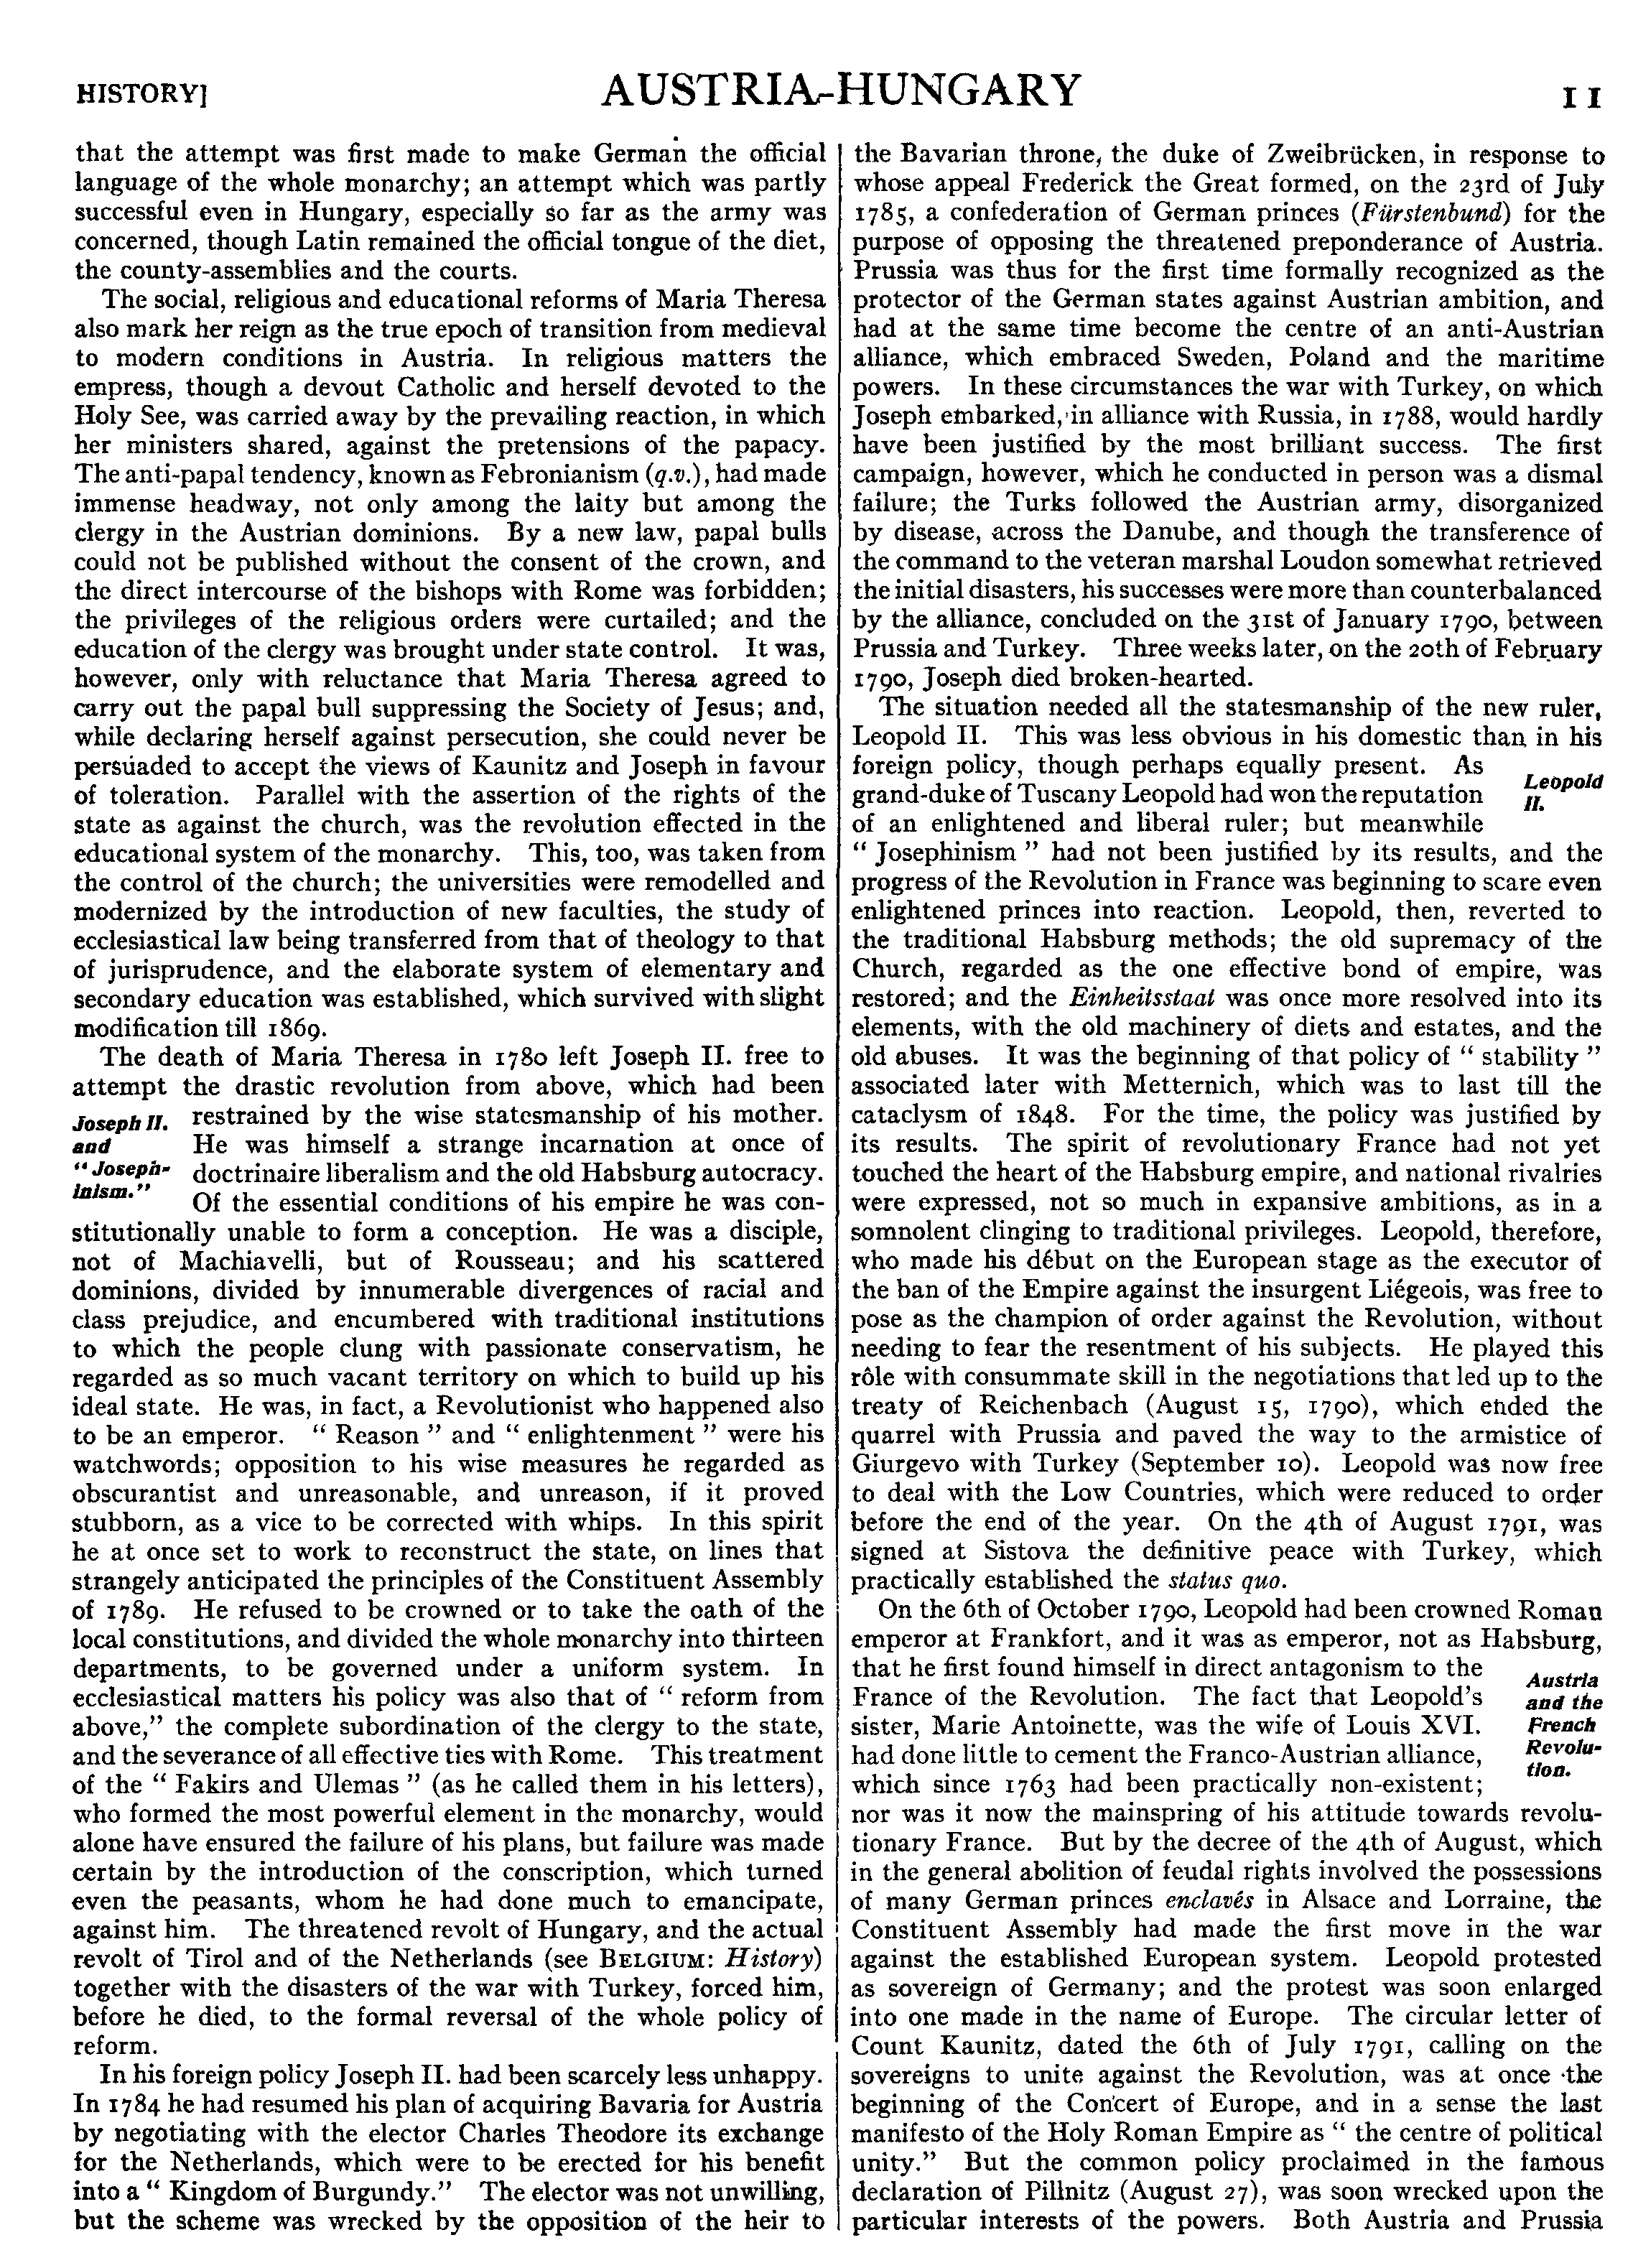 HISTORY]
AUSTRIA-HUNGARY
11
that the attempt was first made to make German the official
language of the whole monarchy; an attempt which was partly
successful even in Hungary, especially so far as the army was
concerned, though Latin remained the official tongue of the diet,
the county-assemblies and the courts.
The social, religious and educational reforms of Maria Theresa
also mark her reign as the true epoch of transition from medieval
to modern conditions in Austria. In religious matters the
empress, though a devout Catholic and herself devoted to the
Holy See, was carried away by the prevailing reaction, in which
her ministers shared, against the pretensions of the papacy.
The anti-papal tendency, known as Febronianism (q.v.), had made
immense headway, not only among the laity but among the
clergy in the Austrian dominions. By a new law, papal bulls
could not be published without the consent of the crown, and
the direct intercourse of the bishops with Rome was forbidden;
the privileges of the religious orders were curtailed; and the
education of the clergy was brought under state control. It was,
however, only with reluctance that Maria Theresa agreed to
carry out the papal bull suppressing the Society of Jesus; and,
while declaring herself against persecution, she could never be
persuaded to accept the views of Kaunitz and Joseph in favour
of toleration. Parallel with the assertion of the rights of the
state as against the church, was the revolution effected in the
educational system of the monarchy. This, too, was taken from
the control of the church; the universities were remodelled and
modernized by the introduction of new faculties, the study of
ecclesiastical law being transferred from that of theology to that
of jurisprudence, and the elaborate system of elementary and
secondary education was established, which survived with slight
modification till 1869.
The death of Maria Theresa in 1780 left Joseph II. free to
attempt the drastic revolution from above, which had been
Joseph II.
and
"Joseph-
inism."
restrained by the wise statesmanship of his mother.
He was himself a strange incarnation at once of
doctrinaire liberalism and the old Habsburg autocracy.
Of the essential conditions of his empire he was con-
stitutionally unable to form a conception. He was a disciple,
not of Machiavelli, but of Rousseau; and his scattered
dominions, divided by innumerable divergences of racial and
class prejudice, and encumbered with traditional institutions
to which the people clung with passionate conservatism, he
regarded as so much vacant territory on which to build up his
ideal state. He was, in fact, a Revolutionist who happened also
to be an emperor. "Reason" and "enlightenment" were his
watchwords; opposition to his wise measures he regarded as
obscurantist and unreasonable, and unreason, if it proved
stubborn, as a vice to be corrected with whips. In this spirit
he at once set to work to reconstruct the state, on lines that
strangely anticipated the principles of the Constituent Assembly
of 1789. He refused to be crowned or to take the oath of the
local constitutions, and divided the whole monarchy into thirteen
departments, to be governed under a uniform system. In
ecclesiastical matters his policy was also that of "reform from
above," the complete subordination of the clergy to the state,
and the severance of all effective ties with Rome. This treatment
of the "Fakirs and Ulemas" (as he called them in his letters),
who formed the most powerful element in the monarchy, would
alone have ensured the failure of his plans, but failure was made
certain by the introduction of the conscription, which turned
even the peasants, whom he had done much to emancipate,
against him. The threatened revolt of Hungary, and the actual
revolt of Tirol and of the Netherlands (see BELGIUM: History)
together with the disasters of the war with Turkey, forced him,
before he died, to the formal reversal of the whole policy of
reform.
In his foreign policy Joseph II. had been scarcely less unhappy.
In 1784 he had resumed his plan of acquiring Bavaria for Austria
by negotiating with the elector Charles Theodore its exchange
for the Netherlands, which were to be erected for his benefit
into a "Kingdom of Burgundy." The elector was not unwilling,
but the scheme was wrecked by the opposition of the heir to
the Bavarian throne, the duke of Zweibrücken, in response to
whose appeal Frederick the Great formed, on the 23rd of July
1785, a confederation of German princes (Fürstenbund) for the
purpose of opposing the threatened preponderance of Austria.
Prussia was thus for the first time formally recognized as the
protector of the German states against Austrian ambition, and
had at the same time become the centre of an anti-Austrian
alliance, which embraced Sweden, Poland and the maritime
powers. In these circumstances the war with Turkey, on which
Joseph embarked, in alliance with Russia, in 1788, would hardly
have been justified by the most brilliant success. The first
campaign, however, which he conducted in person was a dismal
failure; the Turks followed the Austrian army, disorganized
by disease, across the Danube, and though the transference of
the command to the veteran marshal Loudon somewhat retrieved
the initial disasters, his successes were more than counterbalanced
by the alliance, concluded on the 31st of January 1790, between
Prussia and Turkey. Three weeks later, on the 20th of February
1790, Joseph died broken-hearted.
The situation needed all the statesmanship of the new ruler,
Leopold II. This was less obvious in his domestic than in his
foreign policy, though perhaps equally present. As
grand-duke of Tuscany Leopold had won the reputation
of an enlightened and liberal ruler; but meanwhile
Leopold
II.
"Josephinism" had not been justified by its results, and the
progress of the Revolution in France was beginning to scare even
enlightened princes into reaction. Leopold, then, reverted to
the traditional Habsburg methods; the old supremacy of the
Church, regarded as the one effective bond of empire, was
restored; and the Einheitsstaat was once more resolved into its
elements, with the old machinery of diets and estates, and the
old abuses. It was the beginning of that policy of "stability"
associated later with Metternich, which was to last till the
cataclysm of 1848. For the time, the policy was justified by
its results. The spirit of revolutionary France had not yet
touched the heart of the Habsburg empire, and national rivalries
were expressed, not so much in expansive ambitions, as in a
somnolent clinging to traditional privileges. Leopold, therefore,
who made his début on the European stage as the executor of
the ban of the Empire against the insurgent Liégeois, was free to
pose as the champion of order against the Revolution, without
needing to fear the resentment of his subjects. He played this
rôle with consummate skill in the negotiations that led up to the
treaty of Reichenbach (August 15, 1790), which ended the
quarrel with Prussia and paved the way to the armistice of
Giurgevo with Turkey (September 10). Leopold was now free
to deal with the Low Countries, which were reduced to order
before the end of the year. On the 4th of August 1791, was
signed at Sistova the definitive peace with Turkey, which
practically established the status quo.
On the 6th of October 1790, Leopold had been crowned Roman
emperor at Frankfort, and it was as emperor, not as Habsburg,
that he first found himself in direct antagonism to the
France of the Revolution. The fact that Leopold's
sister, Marie Antoinette, was the wife of Louis XVI.
had done little to cement the Franco-Austrian alliance,
which since 1763 had been practically non-existent;
Austria
and the
French
Revolu-
tion.
nor was it now the mainspring of his attitude towards revolu-
tionary France. But by the decree of the 4th of August, which
in the general abolition of feudal rights involved the possessions
of many German princes enclavés in Alsace and Lorraine, the
Constituent Assembly had made the first move in the war
against the established European system. Leopold protested
as sovereign of Germany; and the protest was soon enlarged
into one made in the name of Europe. The circular letter of
Count Kaunitz, dated the 6th of July 1791, calling on the
sovereigns to unite against the Revolution, was at once the
beginning of the Concert of Europe, and in a sense the last
manifesto of the Holy Roman Empire as "the centre of political
unity." But the common policy proclaimed in the famous
declaration of Pillnitz (August 27), was soon wrecked upon the
particular interests of the powers. Both Austria and Prussia